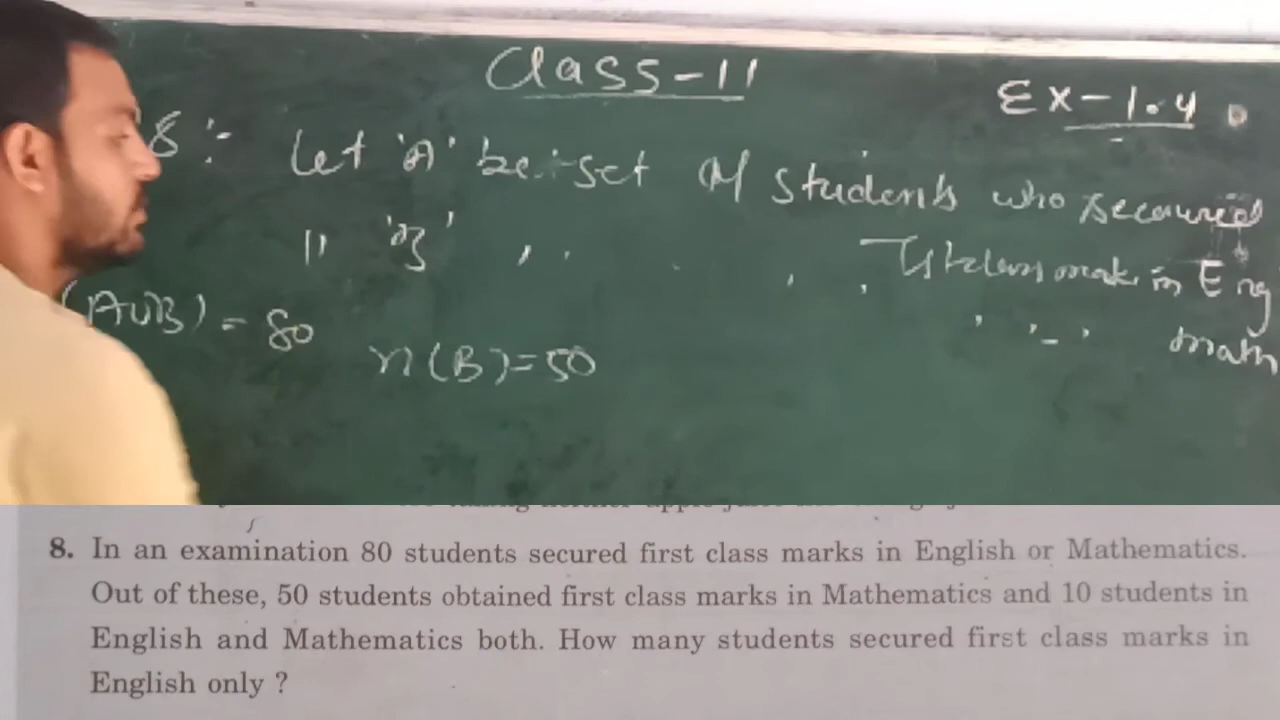 Class-11
Ex-1.4
8:- Let 'A' be set of students who secured
Ist class mark in Eng
" 'B' " " " " - " math
(AUB) = 80
n(B)=50
8. In an examination 80 students secured first class marks in English or Mathematics.
Out of these, 50 students obtained first class marks in Mathematics and 10 students in
English and Mathematics both. How many students secured first class marks in
English only ?